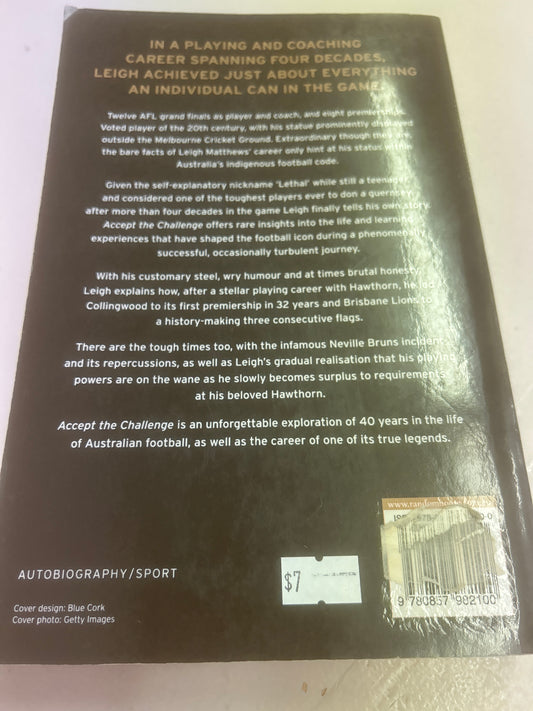 IN A PLAYING AND COACHING
CAREER SPANNING FOUR DECADES,
LEIGH ACHIEVED JUST ABOUT EVERYTHING
AN INDIVIDUAL CAN IN THE GAME.
Twelve AFL grand finals as player and coach, and eight premierships.
Voted player of the 20th century, with his statue prominently displayed
outside the Melbourne Cricket Ground. Extraordinary though they are,
the bare facts of Leigh Matthews' career only hint at his status within
Australia's indigenous football code.
Given the self-explanatory nickname 'Lethal' while still a teenager
and considered one of the toughest players ever to don a guernsey,
after more than four decades in the game Leigh finally tells his own story.
Accept the Challenge offers rare insights into the life and learning
experiences that have shaped the football icon during a phenomenally
successful, occasionally turbulent journey.
With his customary steel, wry humour and at times brutal honesty,
Leigh explains how, after a stellar playing career with Hawthorn, he led
Collingwood to its first premiership in 32 years and Brisbane Lions to
a history-making three consecutive flags.
There are the tough times too, with the infamous Neville Bruns incident
and its repercussions, as well as Leigh's gradual realisation that his playing
powers are on the wane as he slowly becomes surplus to requirements
at his beloved Hawthorn.
Accept the Challenge is an unforgettable exploration of 40 years in the life
of Australian football, as well as the career of one of its true legends.
AUTOBIOGRAPHY/SPORT
$7
9 780857 982100
Cover design: Blue Cork
Cover photo: Getty Images